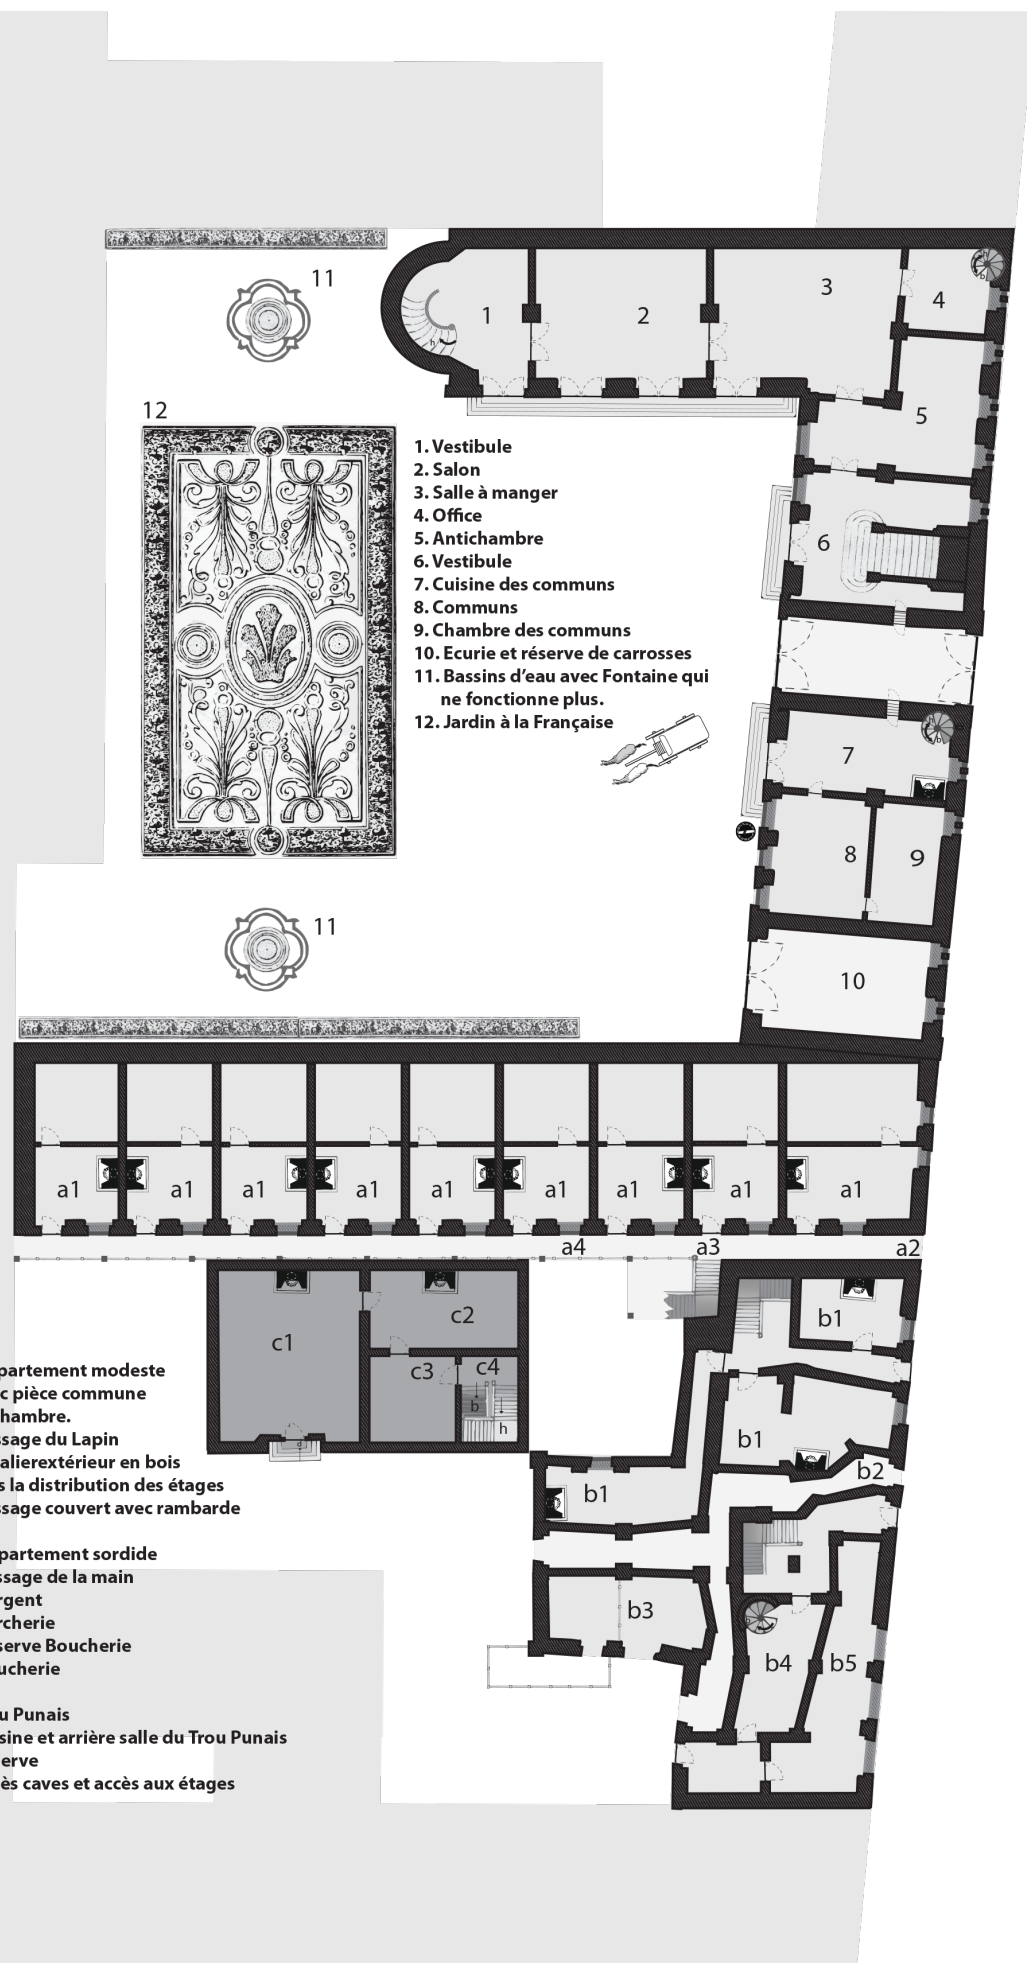 11
1
2
3
4
b
h
5
12
1. Vestibule
2. Salon
3. Salle à manger
4. Office
5. Antichambre
6. Vestibule
7. Cuisine des communs
8. Communs
9. Chambre des communs
10. Ecurie et réserve de carrosses
11. Bassins d’eau avec Fontaine qui
ne fonctionne plus.
12. Jardin à la Française
6
7
8
9
11
10
a1 a1 a1 a1 a1 a1 a1 a1 a1
a4 a3 a2
c1
c2
c3
c4
b
h
d
b1
b1
b2
b1
b3
b4
b5
partement modeste
c pièce commune
chambre.
ssage du Lapin
alierextérieur en bois
s la distribution des étages
ssage couvert avec rambarde
partement sordide
ssage de la main
rgent
rcherie
serve Boucherie
ucherie
u Punais
sine et arrière salle du Trou Punais
erve
ès caves et accès aux étages